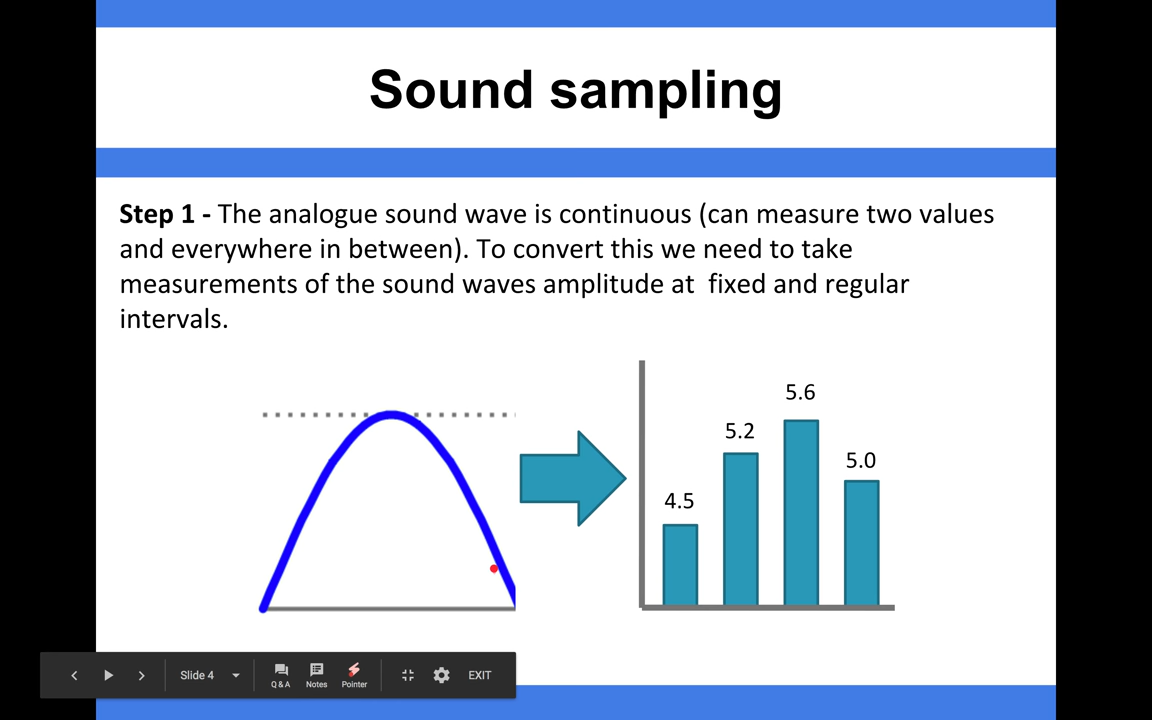 Sound sampling
Step 1 - The analogue sound wave is continuous (can measure two values
and everywhere in between). To convert this we need to take
measurements of the sound waves amplitude at  fixed and regular
intervals.
5.6
5.2
5.0
4.5
Slide 4
Q & A
Notes
Pointer
EXIT